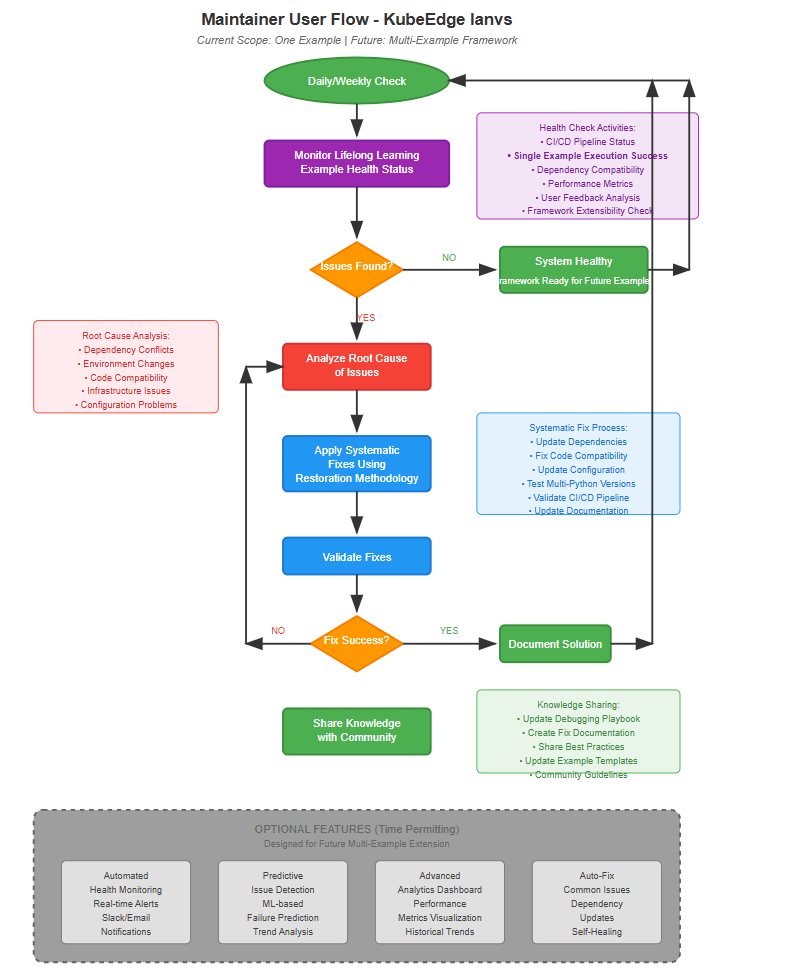 Maintainer User Flow - KubeEdge Ianvs
Current Scope: One Example | Future: Multi-Example Framework
Daily/Weekly Check
Monitor Lifelong Learning
Example Health Status
Health Check Activities:
• CI/CD Pipeline Status
• Single Example Execution Success
• Dependency Compatibility
• Performance Metrics
• User Feedback Analysis
• Framework Extensibility Check
Issues Found?
NO
System Healthy
ramework Ready for Future Example
YES
Root Cause Analysis:
• Dependency Conflicts
• Environment Changes
• Code Compatibility
• Infrastructure Issues
• Configuration Problems
Analyze Root Cause
of Issues
Apply Systematic
Fixes Using
Restoration Methodology
Systematic Fix Process:
• Update Dependencies
• Fix Code Compatibility
• Update Configuration
• Test Multi-Python Versions
• Validate CI/CD Pipeline
• Update Documentation
Validate Fixes
NO
Fix Success?
YES
Document Solution
Share Knowledge
with Community
Knowledge Sharing:
• Update Debugging Playbook
• Create Fix Documentation
• Share Best Practices
• Update Example Templates
• Community Guidelines
OPTIONAL FEATURES (Time Permitting)
Designed for Future Multi-Example Extension
Automated
Health Monitoring
Real-time Alerts
Slack/Email
Notifications
Predictive
Issue Detection
ML-based
Failure Prediction
Trend Analysis
Advanced
Analytics Dashboard
Performance
Metrics Visualization
Historical Trends
Auto-Fix
Common Issues
Dependency
Updates
Self-Healing